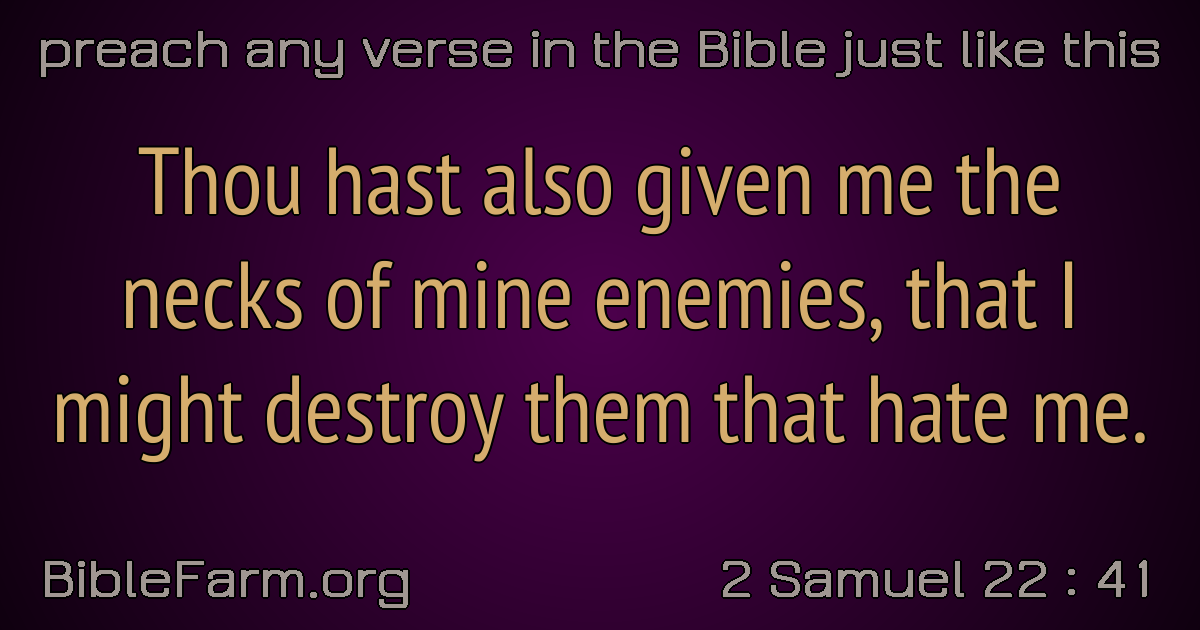 preach any verse in the Bible just like this
Thou hast also given me the
necks of mine enemies, that I
might destroy them that hate me.
BibleFarm.org
2 Samuel 22 : 41